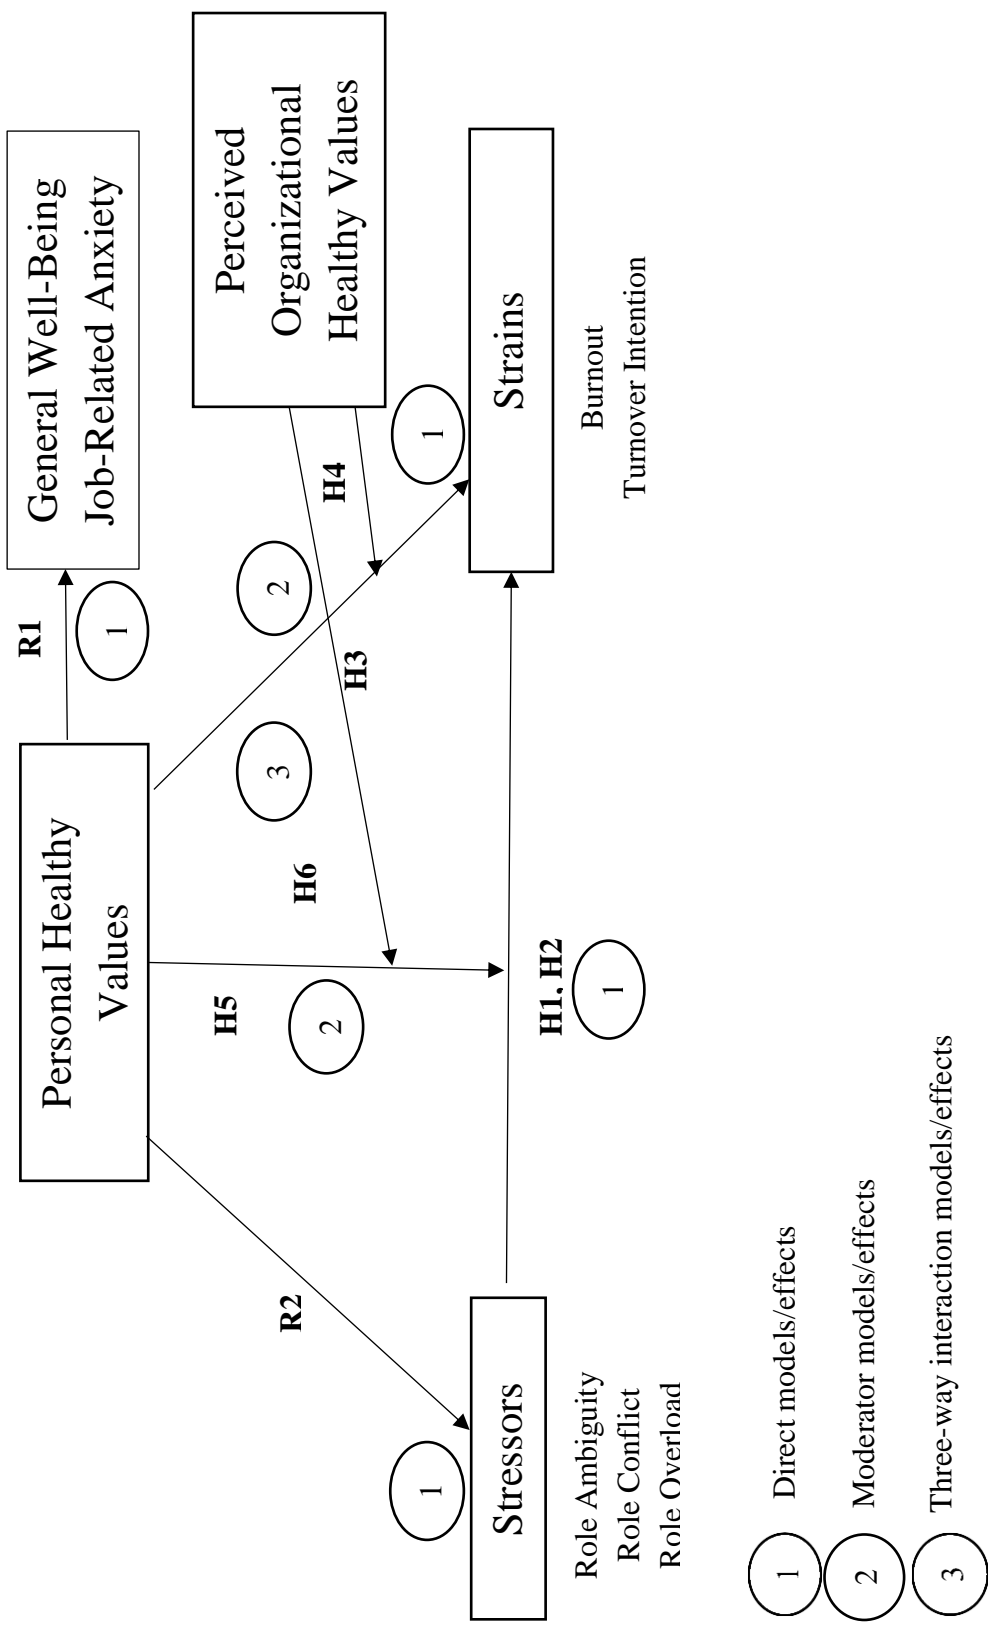 General Well-Being
Job-Related Anxiety
R1
1
Personal Healthy
Values
Perceived
Organizational
Healthy Values
H4
1
2
H3
3
H6
H5
2
R2
1
Stressors
Role Ambiguity
Role Conflict
Role Overload
H1, H2
1
Strains
Burnout
Turnover Intention
1 Direct models/effects
2 Moderator models/effects
3 Three-way interaction models/effects